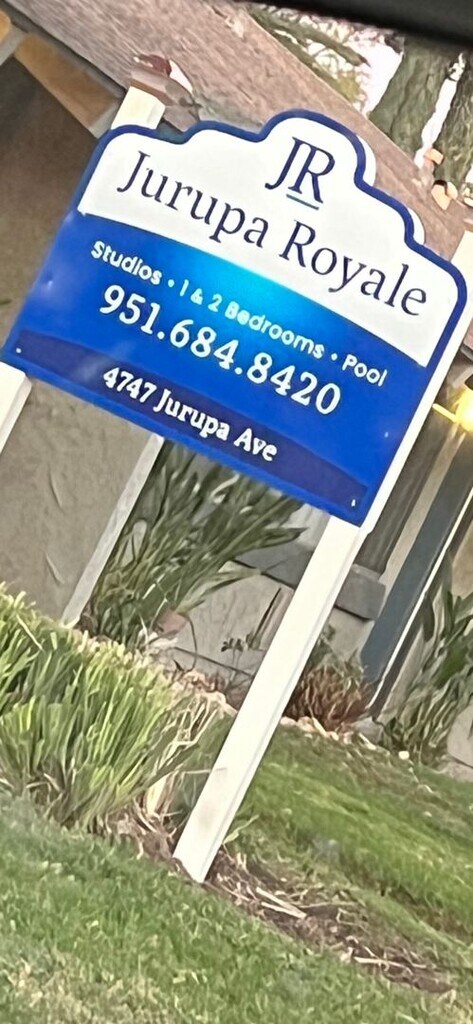 JR
Jurupa Royale
Studios • 1 & 2 Bedrooms • Pool
951.684.8420
4747 Jurupa Ave